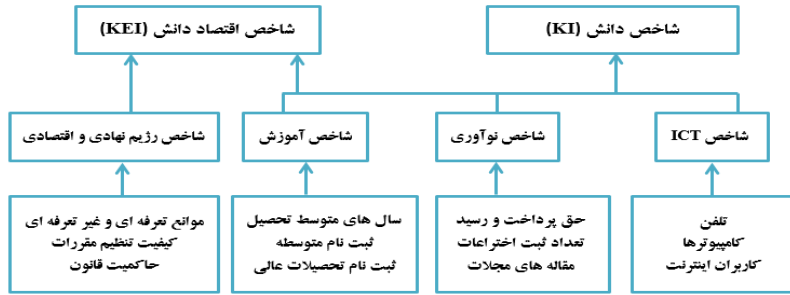 شاخص دانش (KI)
شاخص اقتصاد دانش (KEI)
شاخص ICT
شاخص نوآوری
شاخص آموزش
شاخص رژیم نهادی و اقتصادی
تلفن
کامپیوترها
کاربران اینترنت
حق پرداخت و رسید
تعداد ثبت اختراعات
مقاله های مجلات
سال های متوسط تحصیل
ثبت نام متوسطه
ثبت نام تحصیلات عالی
موانع تعرفه ای و غیر تعرفه ای
کیفیت تنظیم مقررات
حاکمیت قانون